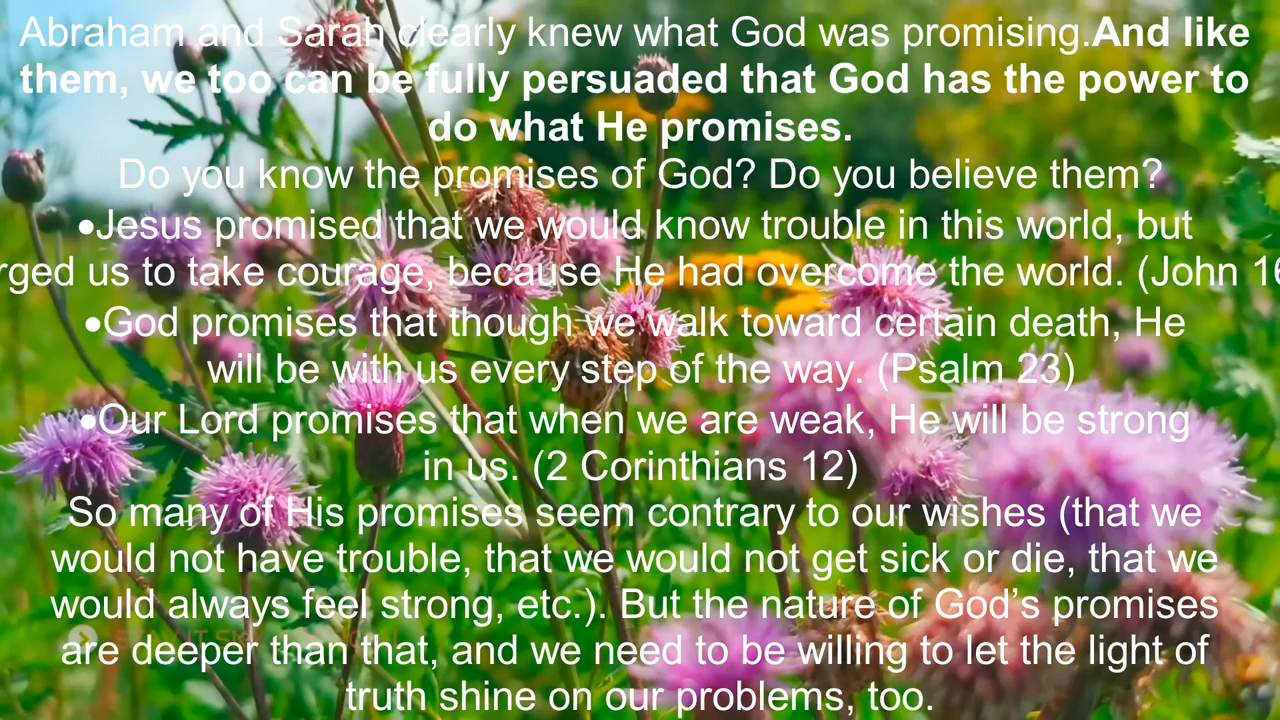 Abraham and Sarah clearly knew what God was promising.And like
them, we too can be fully persuaded that God has the power to
do what He promises.
Do you know the promises of God? Do you believe them?
•Jesus promised that we would know trouble in this world, but
rged us to take courage, because He had overcome the world. (John 16
•God promises that though we walk toward certain death, He
will be with us every step of the way. (Psalm 23)
•Our Lord promises that when we are weak, He will be strong
in us. (2 Corinthians 12)
So many of His promises seem contrary to our wishes (that we
would not have trouble, that we would not get sick or die, that we
would always feel strong, etc.). But the nature of God’s promises
are deeper than that, and we need to be willing to let the light of
truth shine on our problems, too.